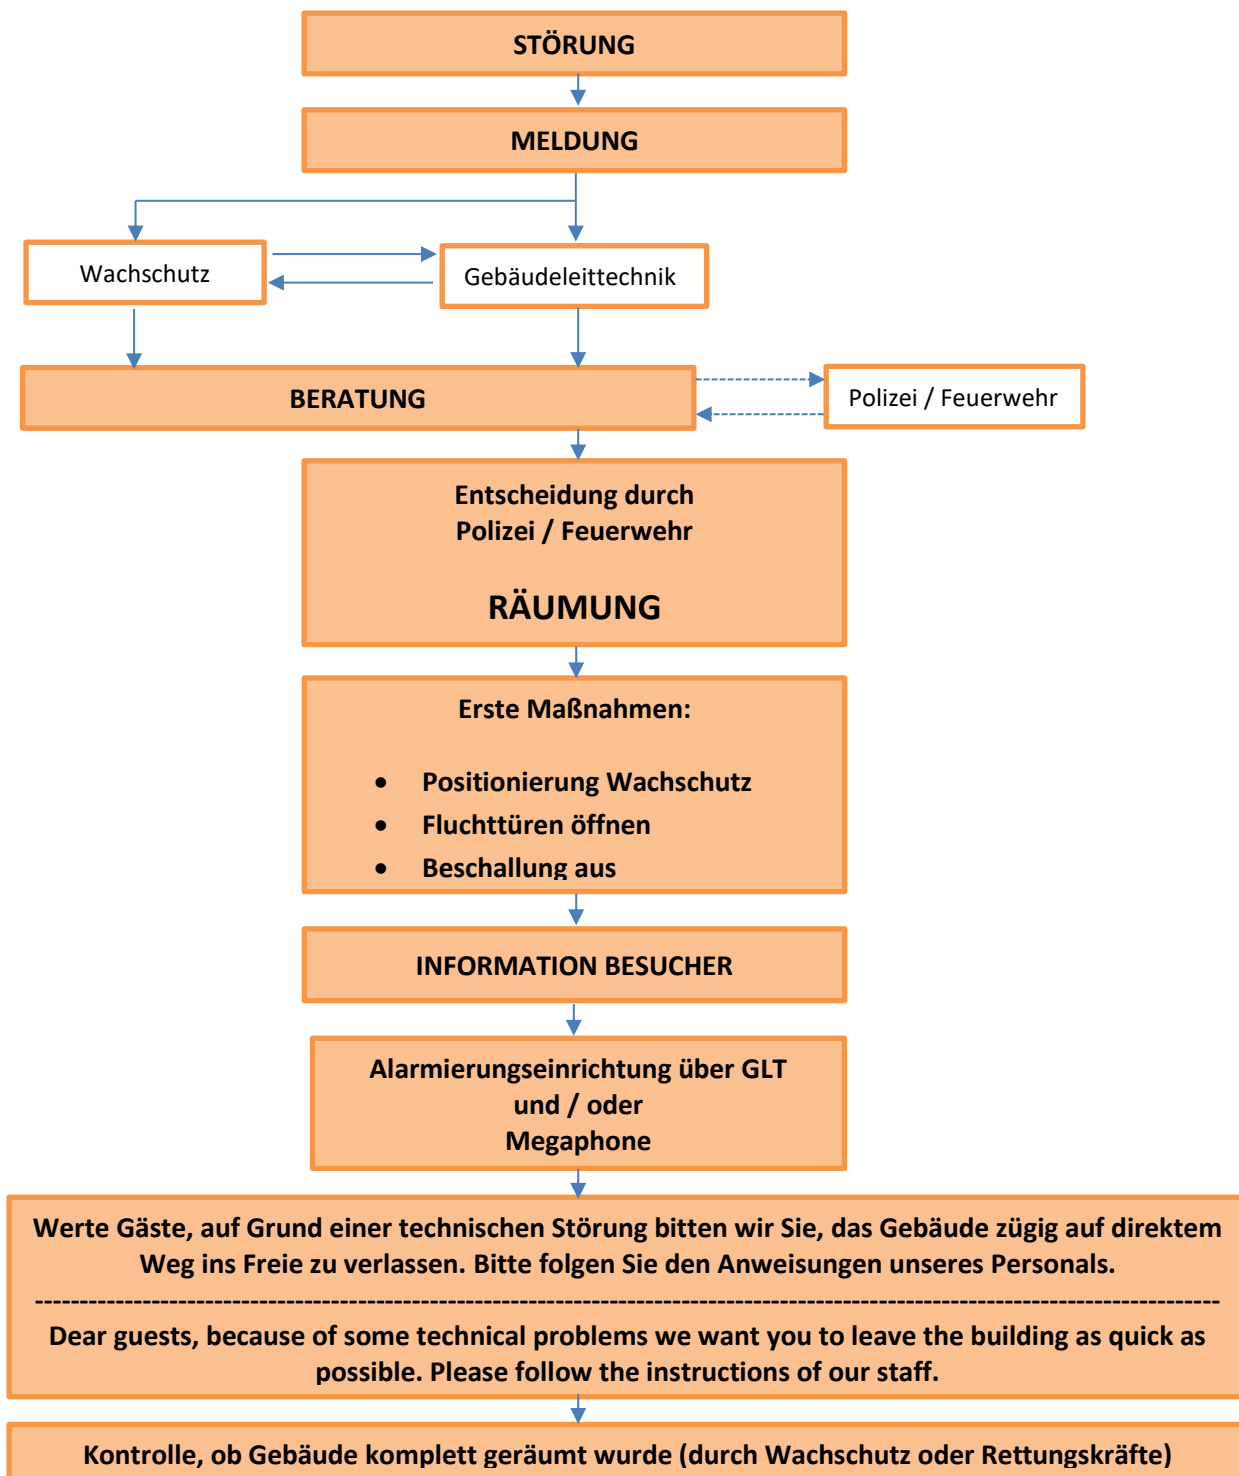 STÖRUNG
MELDUNG
Wachschutz
Gebäudeleittechnik
BERATUNG
Polizei / Feuerwehr
Entscheidung durch
Polizei / Feuerwehr
RÄUMUNG
Erste Maßnahmen:
• Positionierung Wachschutz
• Fluchttüren öffnen
• Beschallung aus
INFORMATION BESUCHER
Alarmierungseinrichtung über GLT
und / oder
Megaphone
Werte Gäste, auf Grund einer technischen Störung bitten wir Sie, das Gebäude zügig auf direktem
Weg ins Freie zu verlassen. Bitte folgen Sie den Anweisungen unseres Personals.
------------------------------------------------------------------------------------------------------------------------------------
Dear guests, because of some technical problems we want you to leave the building as quick as
possible. Please follow the instructions of our staff.
Kontrolle, ob Gebäude komplett geräumt wurde (durch Wachschutz oder Rettungskräfte)